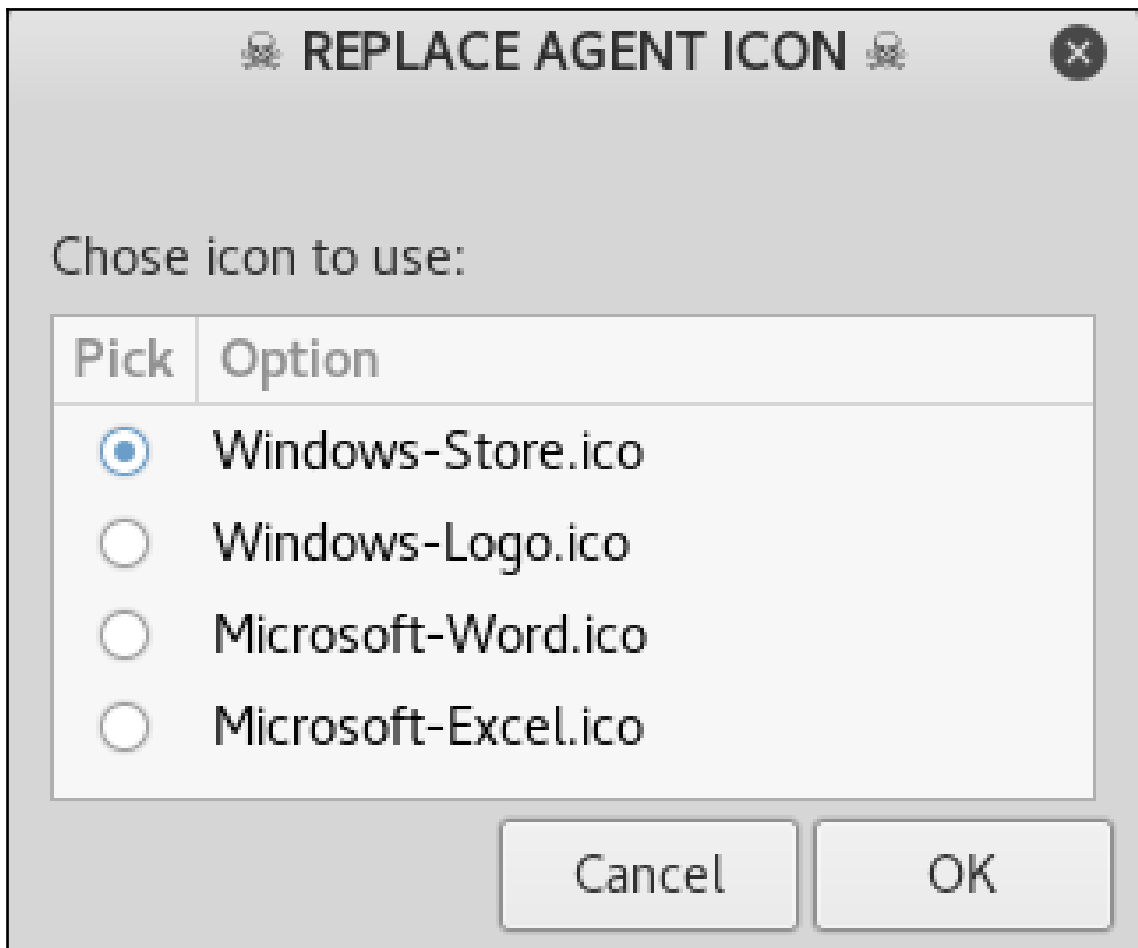 ☠ REPLACE AGENT ICON ☠
Chose icon to use:
Pick Option
Windows-Store.ico
Windows-Logo.ico
Microsoft-Word.ico
Microsoft-Excel.ico
Cancel OK